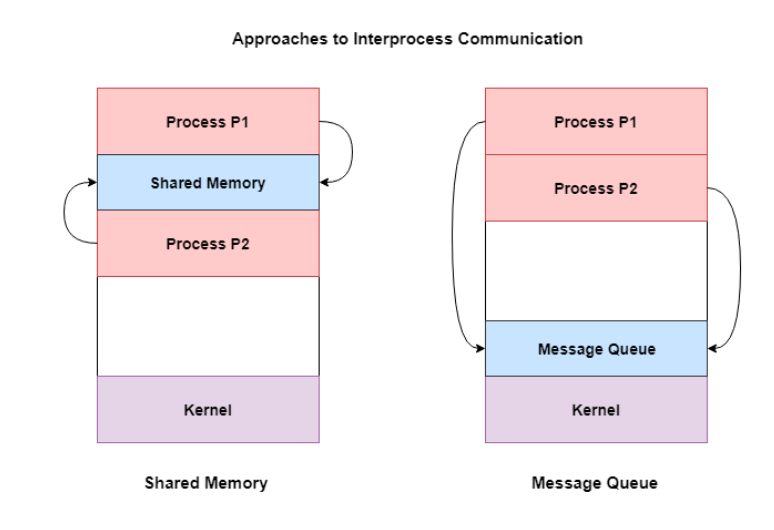 Approaches to Interprocess Communication
Process P1
Shared Memory
Process P2
Kernel
Shared Memory
Process P1
Process P2
Message Queue
Kernel
Message Queue